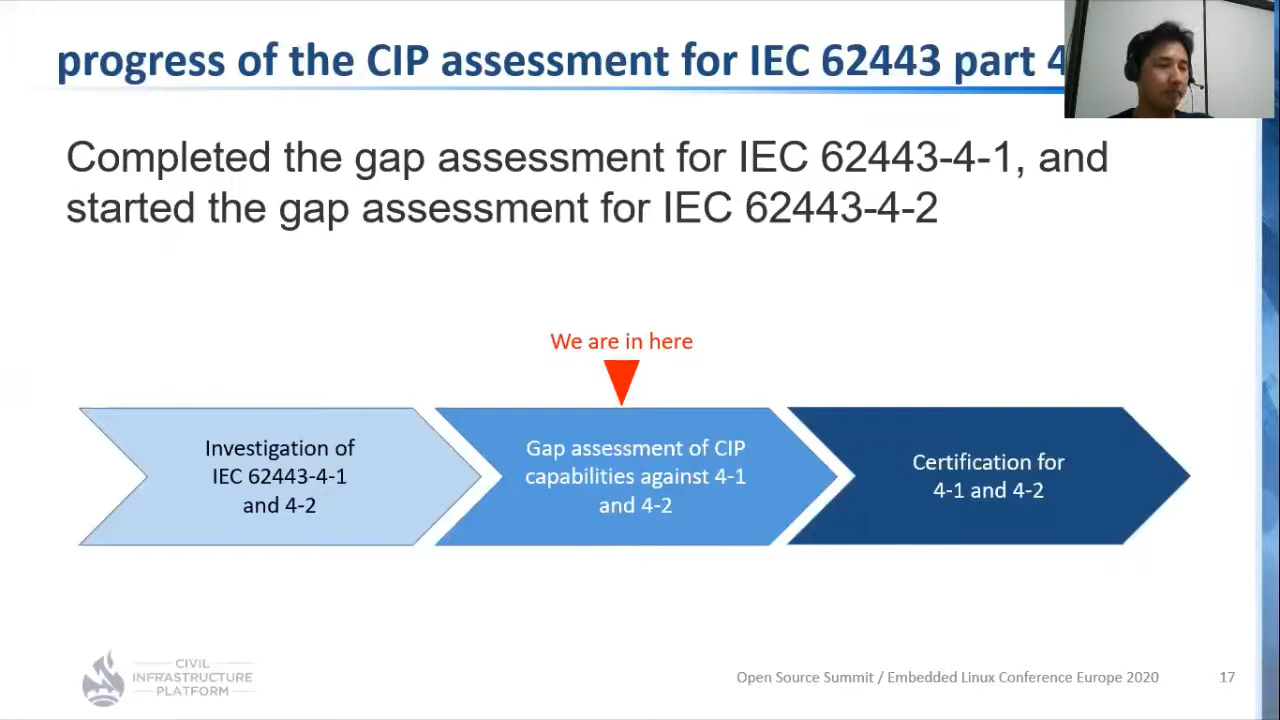 progress of the CIP assessment for IEC 62443 part 4
Completed the gap assessment for IEC 62443-4-1, and
started the gap assessment for IEC 62443-4-2
We are in here
Investigation of
IEC 62443-4-1
and 4-2
Gap assessment of CIP
capabilities against 4-1
and 4-2
Certification for
4-1 and 4-2
CIVIL
INFRASTRUCTURE
PLATFORM
Open Source Summit / Embedded Linux Conference Europe 2020
17